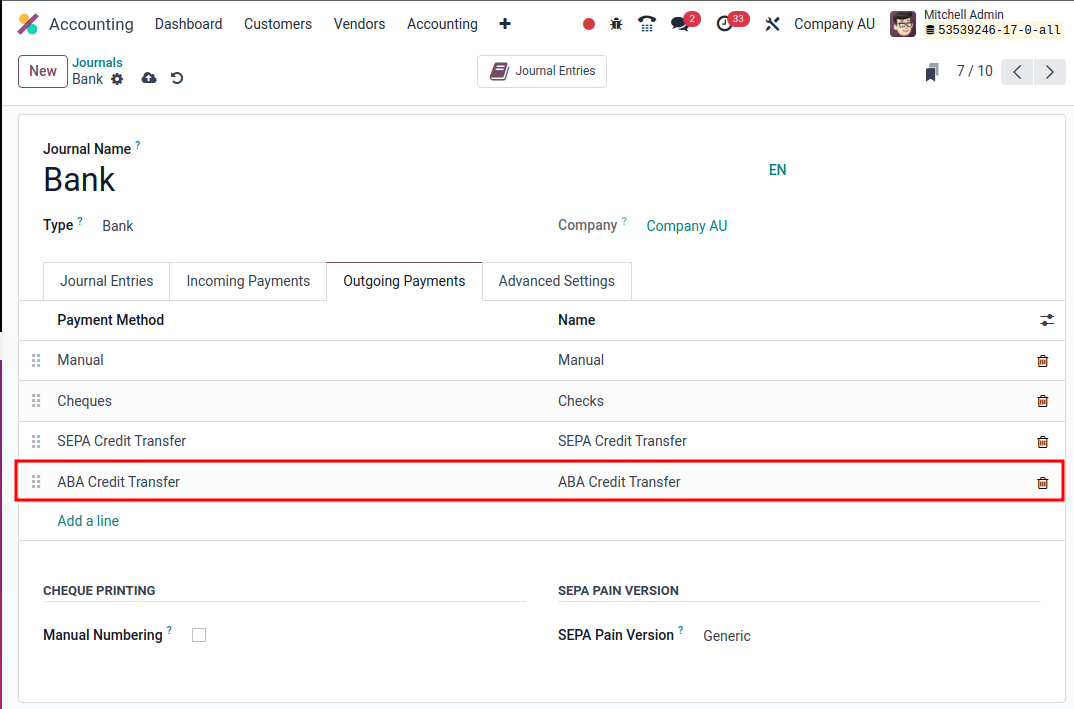 Accounting Dashboard Customers Vendors Accounting + 2 33 Company AU Mitchell Admin
53539246-17-0-all
New Journals
Bank
Journal Entries
7 / 10
Journal Name ?
Bank
EN
Type ? Bank
Company ? Company AU
Journal Entries Incoming Payments Outgoing Payments Advanced Settings
Payment Method Name
Manual Manual
Cheques Checks
SEPA Credit Transfer SEPA Credit Transfer
ABA Credit Transfer ABA Credit Transfer
Add a line
CHEQUE PRINTING SEPA PAIN VERSION
Manual Numbering ? SEPA Pain Version ? Generic